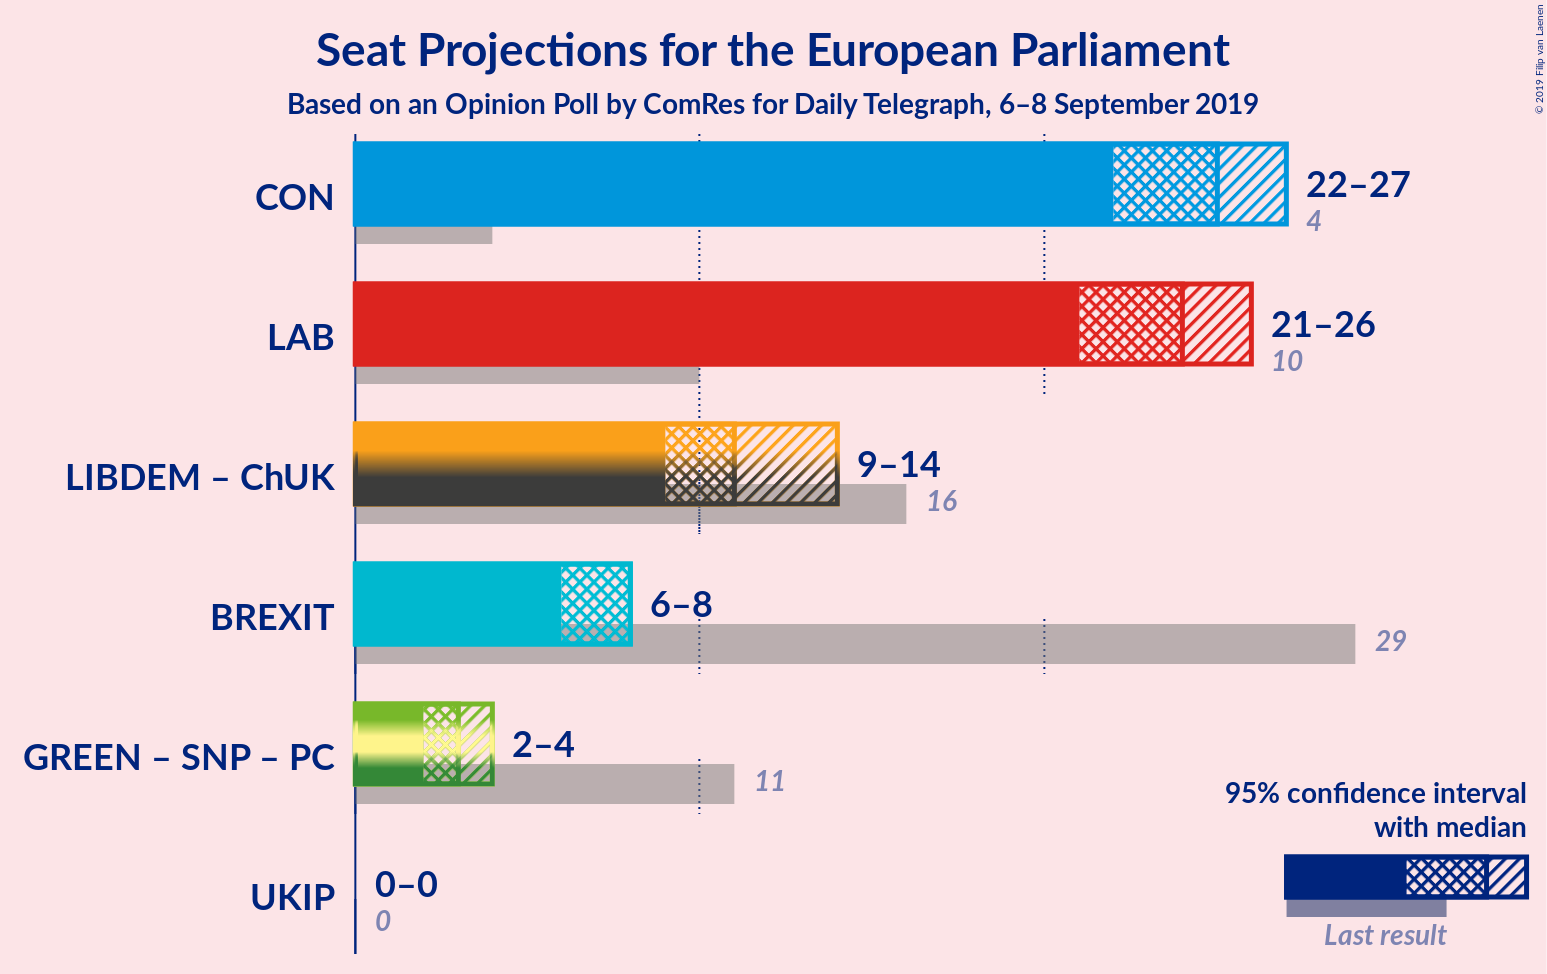 Seat Projections for the European Parliament
Based on an Opinion Poll by ComRes for Daily Telegraph, 6–8 September 2019
© 2019 Filip van Laenen
CON
22–27
4
LAB
21–26
10
LIBDEM – ChUK
9–14
16
BREXIT
6–8
29
GREEN – SNP – PC
2–4
11
UKIP
0–0
0
95% confidence interval
with median
Last result